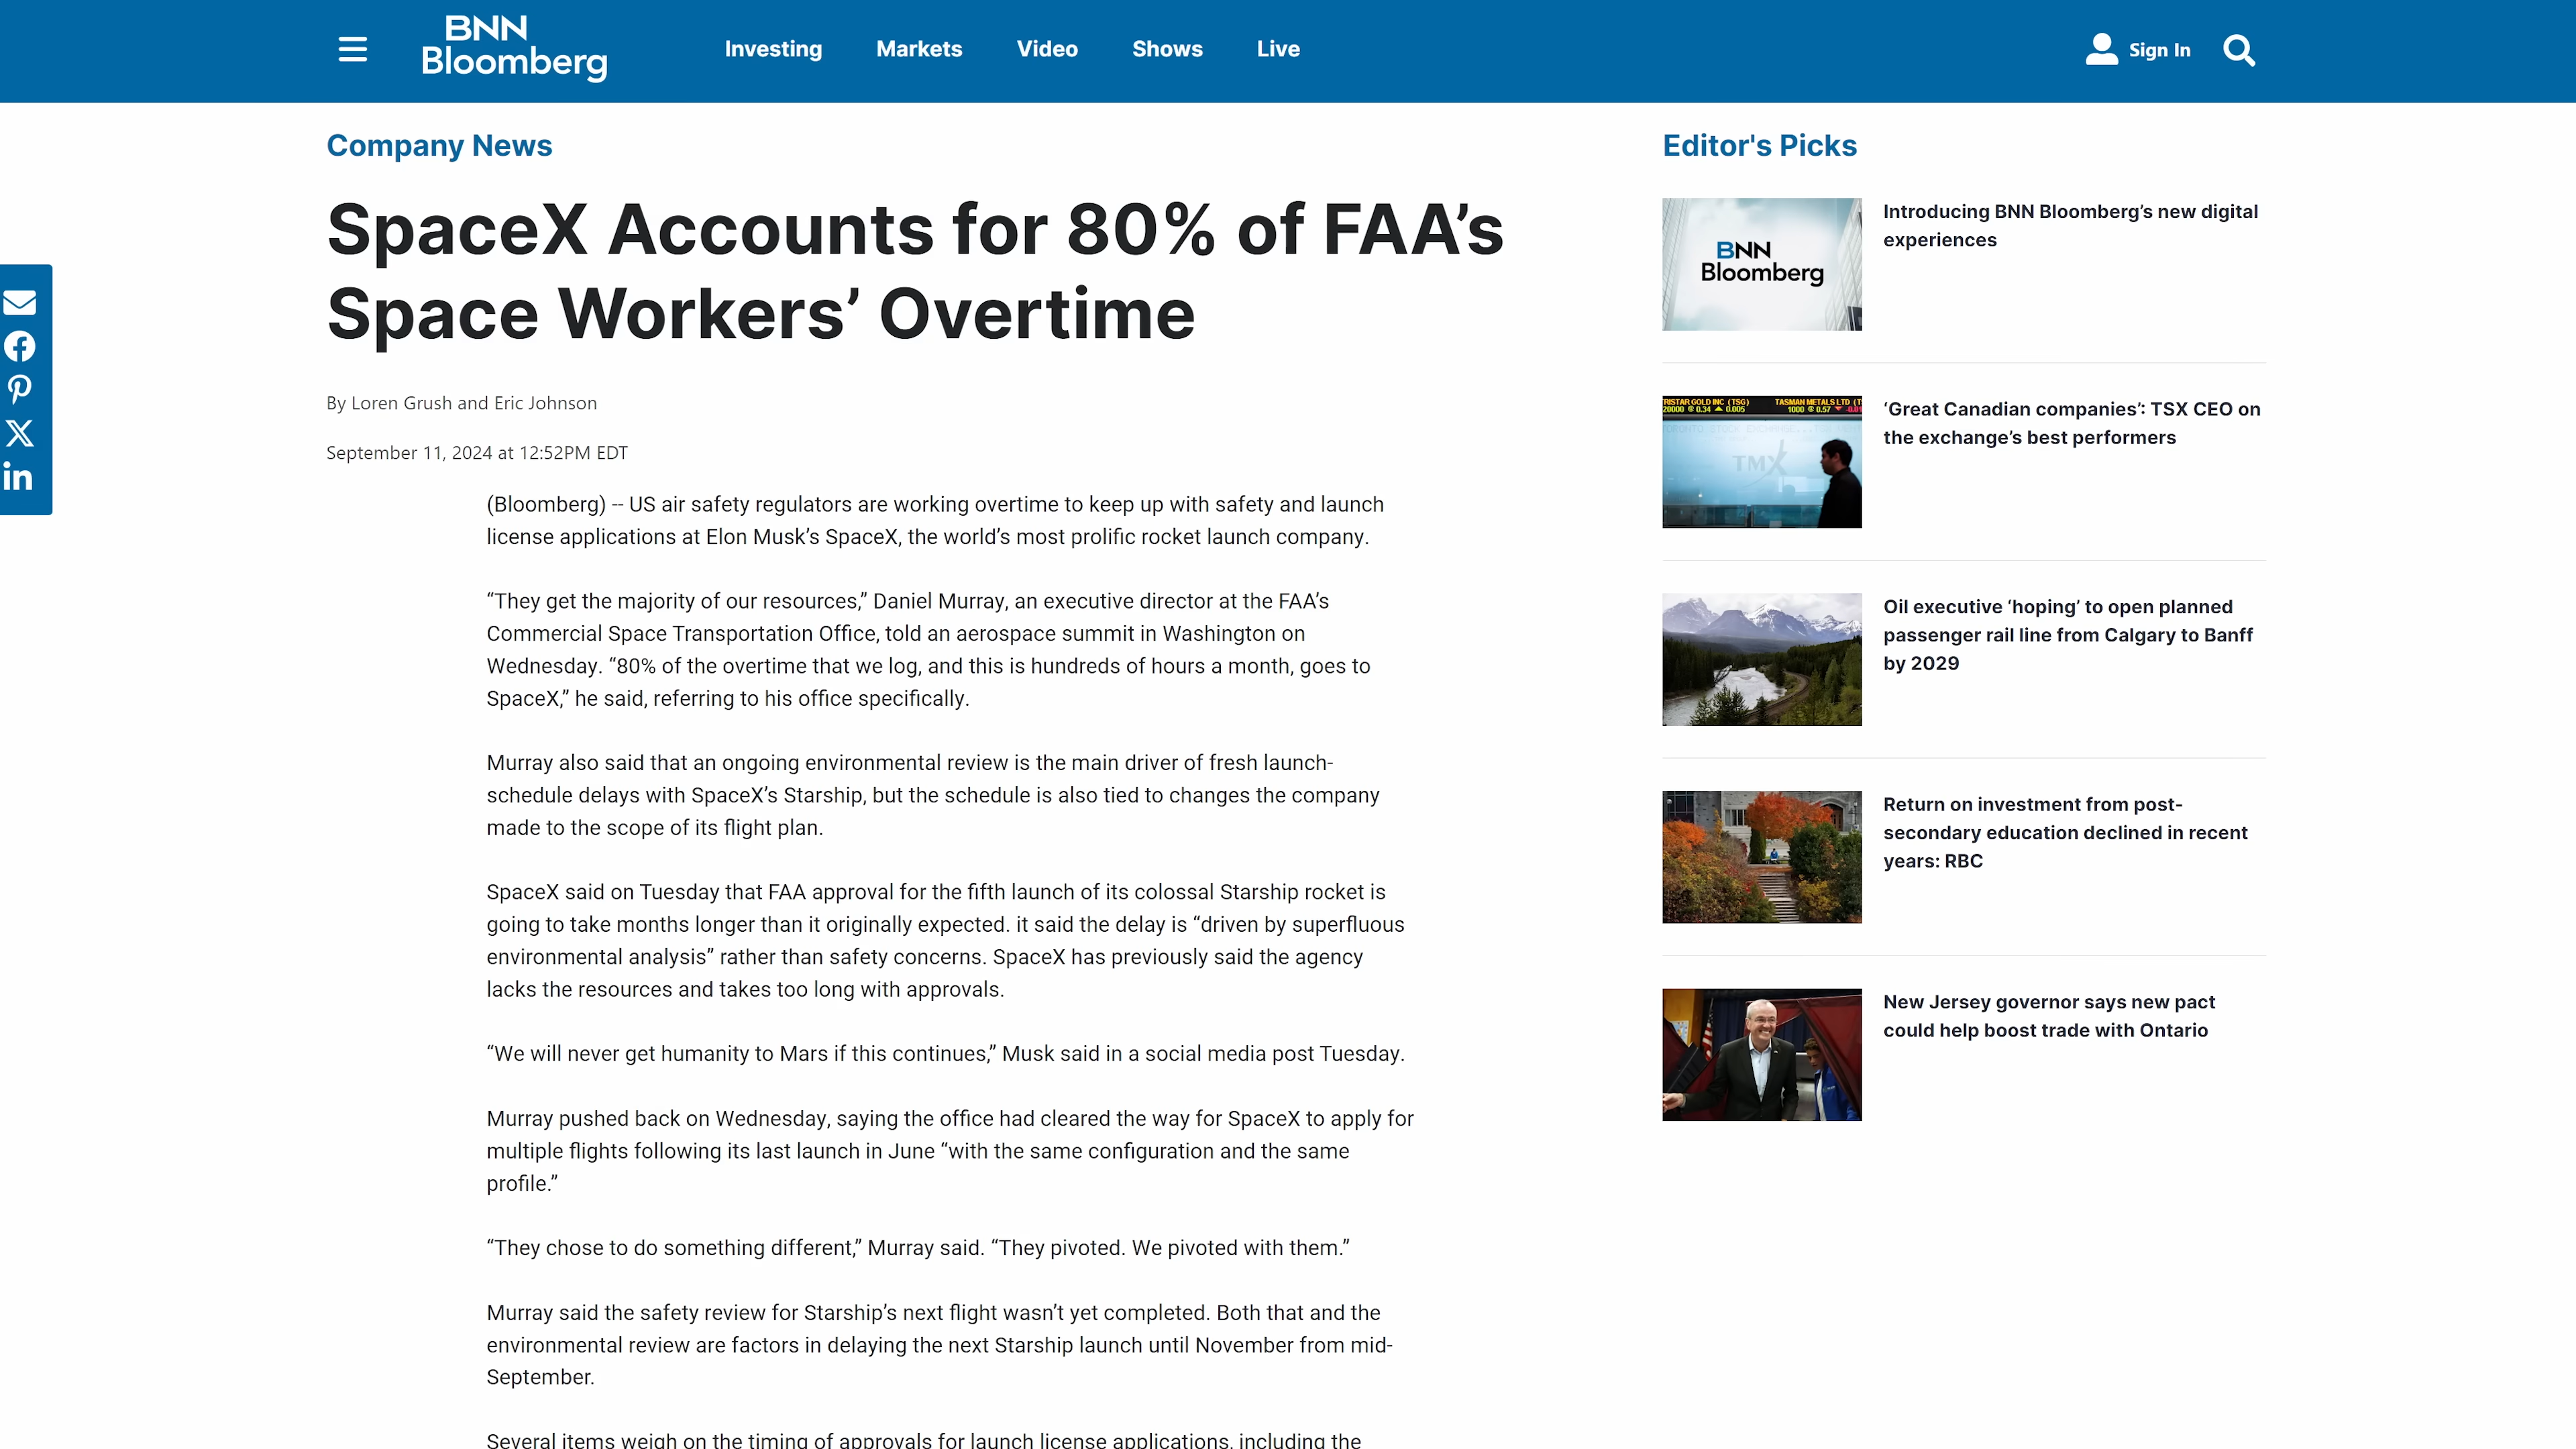 BNN
Bloomberg
Investing
Markets
Video
Shows
Live
Sign In
Company News
SpaceX Accounts for 80% of FAA’s
Space Workers’ Overtime
By Loren Grush and Eric Johnson
September 11, 2024 at 12:52PM EDT
(Bloomberg) -- US air safety regulators are working overtime to keep up with safety and launch
license applications at Elon Musk’s SpaceX, the world’s most prolific rocket launch company.
“They get the majority of our resources,” Daniel Murray, an executive director at the FAA’s
Commercial Space Transportation Office, told an aerospace summit in Washington on
Wednesday. “80% of the overtime that we log, and this is hundreds of hours a month, goes to
SpaceX,” he said, referring to his office specifically.
Murray also said that an ongoing environmental review is the main driver of fresh launch-
schedule delays with SpaceX’s Starship, but the schedule is also tied to changes the company
made to the scope of its flight plan.
SpaceX said on Tuesday that FAA approval for the fifth launch of its colossal Starship rocket is
going to take months longer than it originally expected. it said the delay is “driven by superfluous
environmental analysis” rather than safety concerns. SpaceX has previously said the agency
lacks the resources and takes too long with approvals.
“We will never get humanity to Mars if this continues,” Musk said in a social media post Tuesday.
Murray pushed back on Wednesday, saying the office had cleared the way for SpaceX to apply for
multiple flights following its last launch in June “with the same configuration and the same
profile.”
“They chose to do something different,” Murray said. “They pivoted. We pivoted with them.”
Murray said the safety review for Starship’s next flight wasn’t yet completed. Both that and the
environmental review are factors in delaying the next Starship launch until November from mid-
September.
Several items weigh on the timing of approvals for launch license applications, including the
Editor's Picks
BNN
Bloomberg
Introducing BNN Bloomberg’s new digital
experiences
RISTAR GOLD INC (TSG) TASMAN METALS LTD (T
20000 @ 0.34 ▲ 0.005 1000 @ 0.57 ▼ -0.01
TMX
‘Great Canadian companies’: TSX CEO on
the exchange’s best performers
Oil executive ‘hoping’ to open planned
passenger rail line from Calgary to Banff
by 2029
Return on investment from post-
secondary education declined in recent
years: RBC
New Jersey governor says new pact
could help boost trade with Ontario